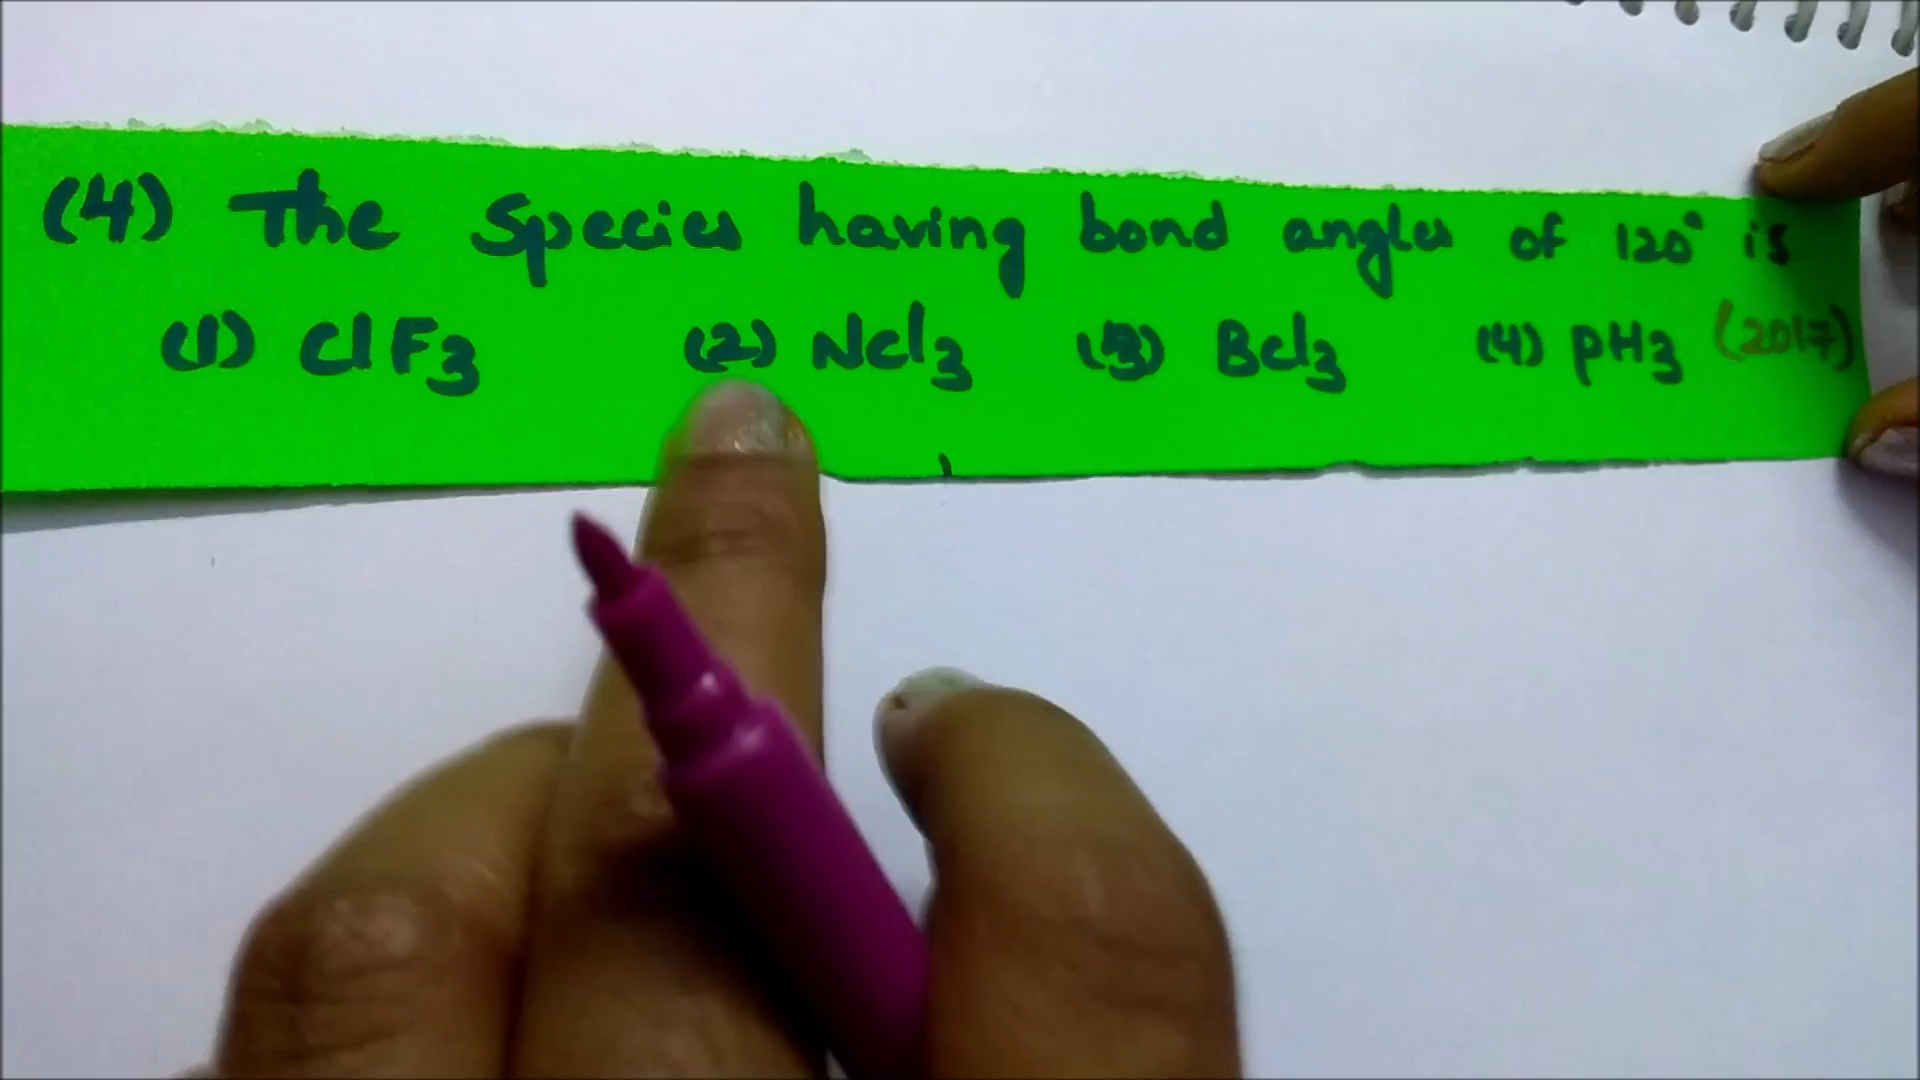 (4) The Species having bond angles of 120° is
(1) ClF3 (2) NCl3 (3) BCl3 (4) pH3 (2017)